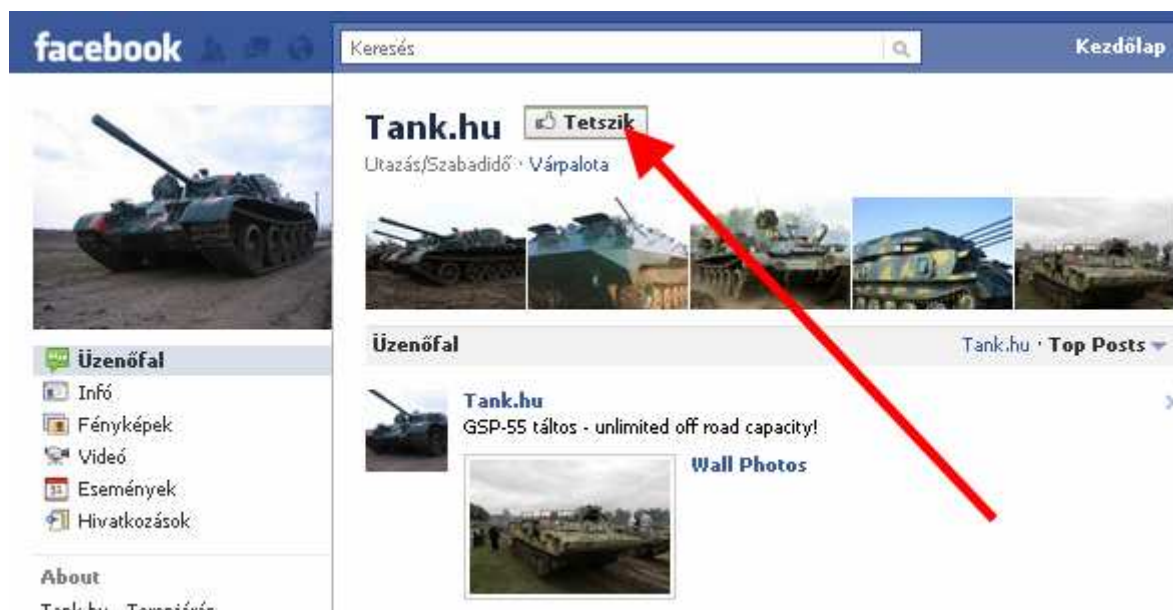 facebook
Keresés
Kezdőlap
Tank.hu
Tetszik
Utazás/Szabadidő · Várpalota
Üzenőfal
Infó
Fényképek
Videó
Események
Hivatkozások
About
Üzenőfal
Tank.hu · Top Posts
Tank.hu
GSP-55 táltos - unlimited off road capacity!
Wall Photos